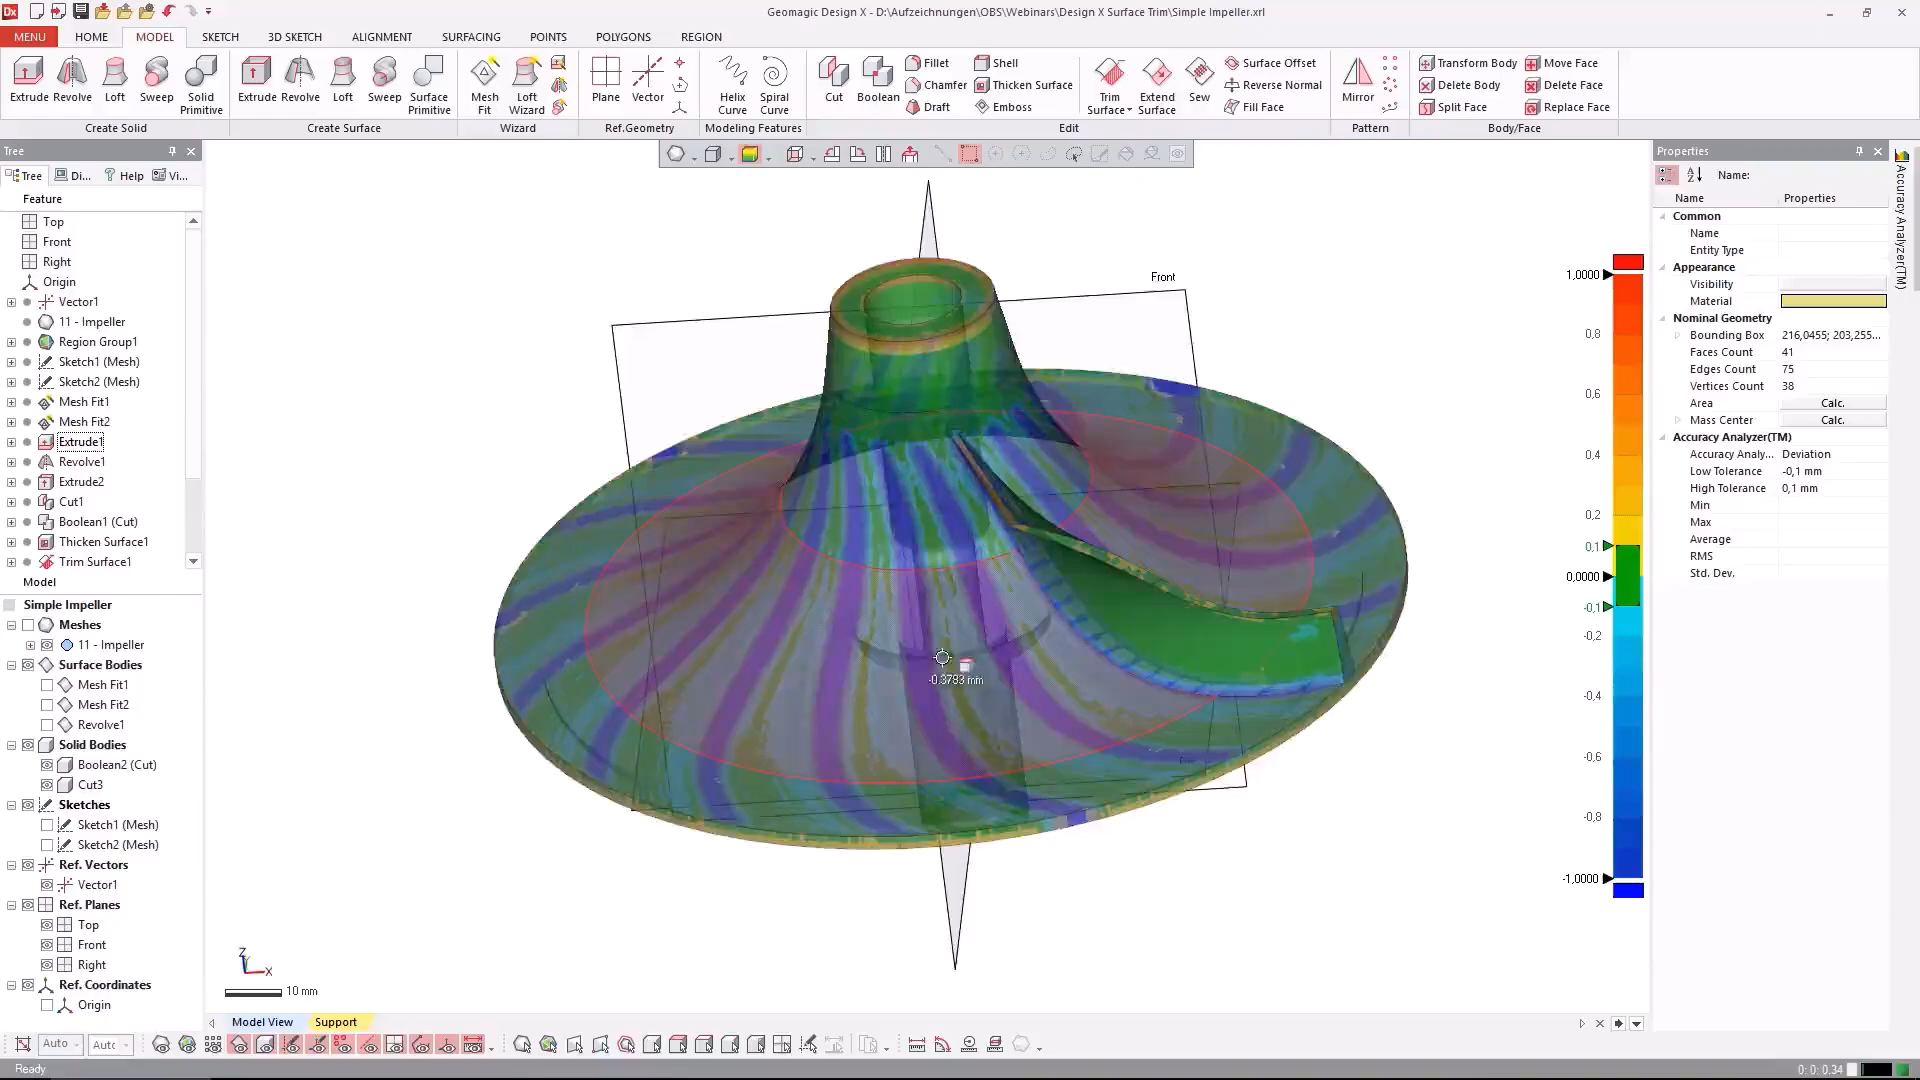 Dx
Geomagic Design X - D:\Aufzeichnungen\OBS\Webinars\Design X Surface Trim\Simple Impeller.xrl
MENU HOME MODEL SKETCH 3D SKETCH ALIGNMENT SURFACING POINTS POLYGONS REGION
Extrude Revolve Loft Sweep Solid Primitive
Create Solid
Extrude Revolve Loft Sweep Surface Primitive
Create Surface
Mesh Fit Loft Wizard
Wizard
Plane Vector
Ref.Geometry
Helix Curve Spiral Curve
Modeling Features
Cut Boolean
Fillet Shell
Chamfer Thicken Surface
Draft Emboss
Trim Surface Extend Surface Sew
Surface Offset
Reverse Normal
Fill Face
Edit
Mirror
Pattern
Transform Body Move Face
Delete Body Delete Face
Split Face Replace Face
Body/Face
Tree
Tree Di... Help Vi...
Feature
Top
Front
Right
Origin
Vector1
11 - Impeller
Region Group1
Sketch1 (Mesh)
Sketch2 (Mesh)
Mesh Fit1
Mesh Fit2
Extrude1
Revolve1
Extrude2
Cut1
Boolean1 (Cut)
Thicken Surface1
Trim Surface1
Model
Simple Impeller
Meshes
11 - Impeller
Surface Bodies
Mesh Fit1
Mesh Fit2
Revolve1
Solid Bodies
Boolean2 (Cut)
Cut3
Sketches
Sketch1 (Mesh)
Sketch2 (Mesh)
Ref. Vectors
Vector1
Ref. Planes
Top
Front
Right
Ref. Coordinates
Origin
Front
-0.3793 mm
Z
X
10 mm
1,0000
0,8
0,6
0,4
0,2
0,1
0,0000
-0,1
-0,2
-0,4
-0,6
-0,8
-1,0000
Properties
Name:
Name Properties
Common
Name
Entity Type
Appearance
Visibility
Material
Nominal Geometry
Bounding Box 216,0455; 203,255...
Faces Count 41
Edges Count 75
Vertices Count 38
Area Calc.
Mass Center Calc.
Accuracy Analyzer(TM)
Accuracy Analy... Deviation
Low Tolerance -0,1 mm
High Tolerance 0,1 mm
Min
Max
Average
RMS
Std. Dev.
Accuracy Analyzer(TM)
Model View Support
Auto Auto
Ready
0: 0: 0.34